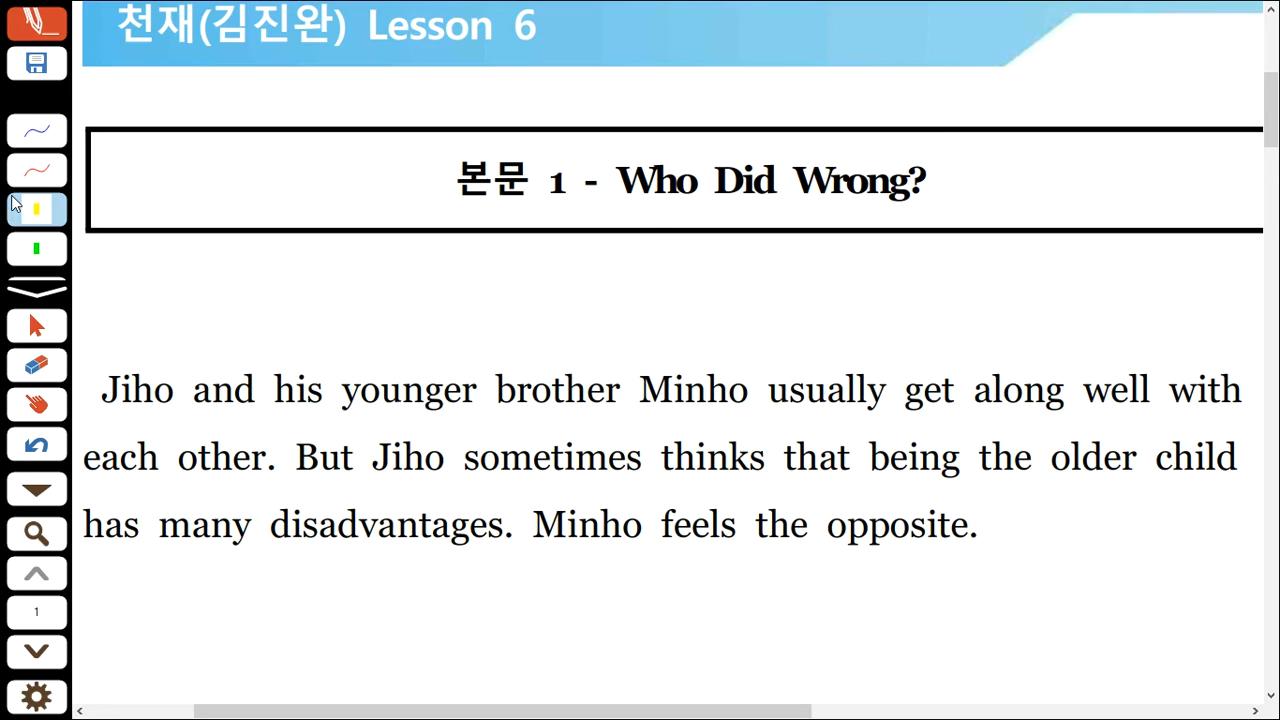 천재(김진완) Lesson 6
본문 1 - Who Did Wrong?
Jiho and his younger brother Minho usually get along well with
each other. But Jiho sometimes thinks that being the older child
has many disadvantages. Minho feels the opposite.
1